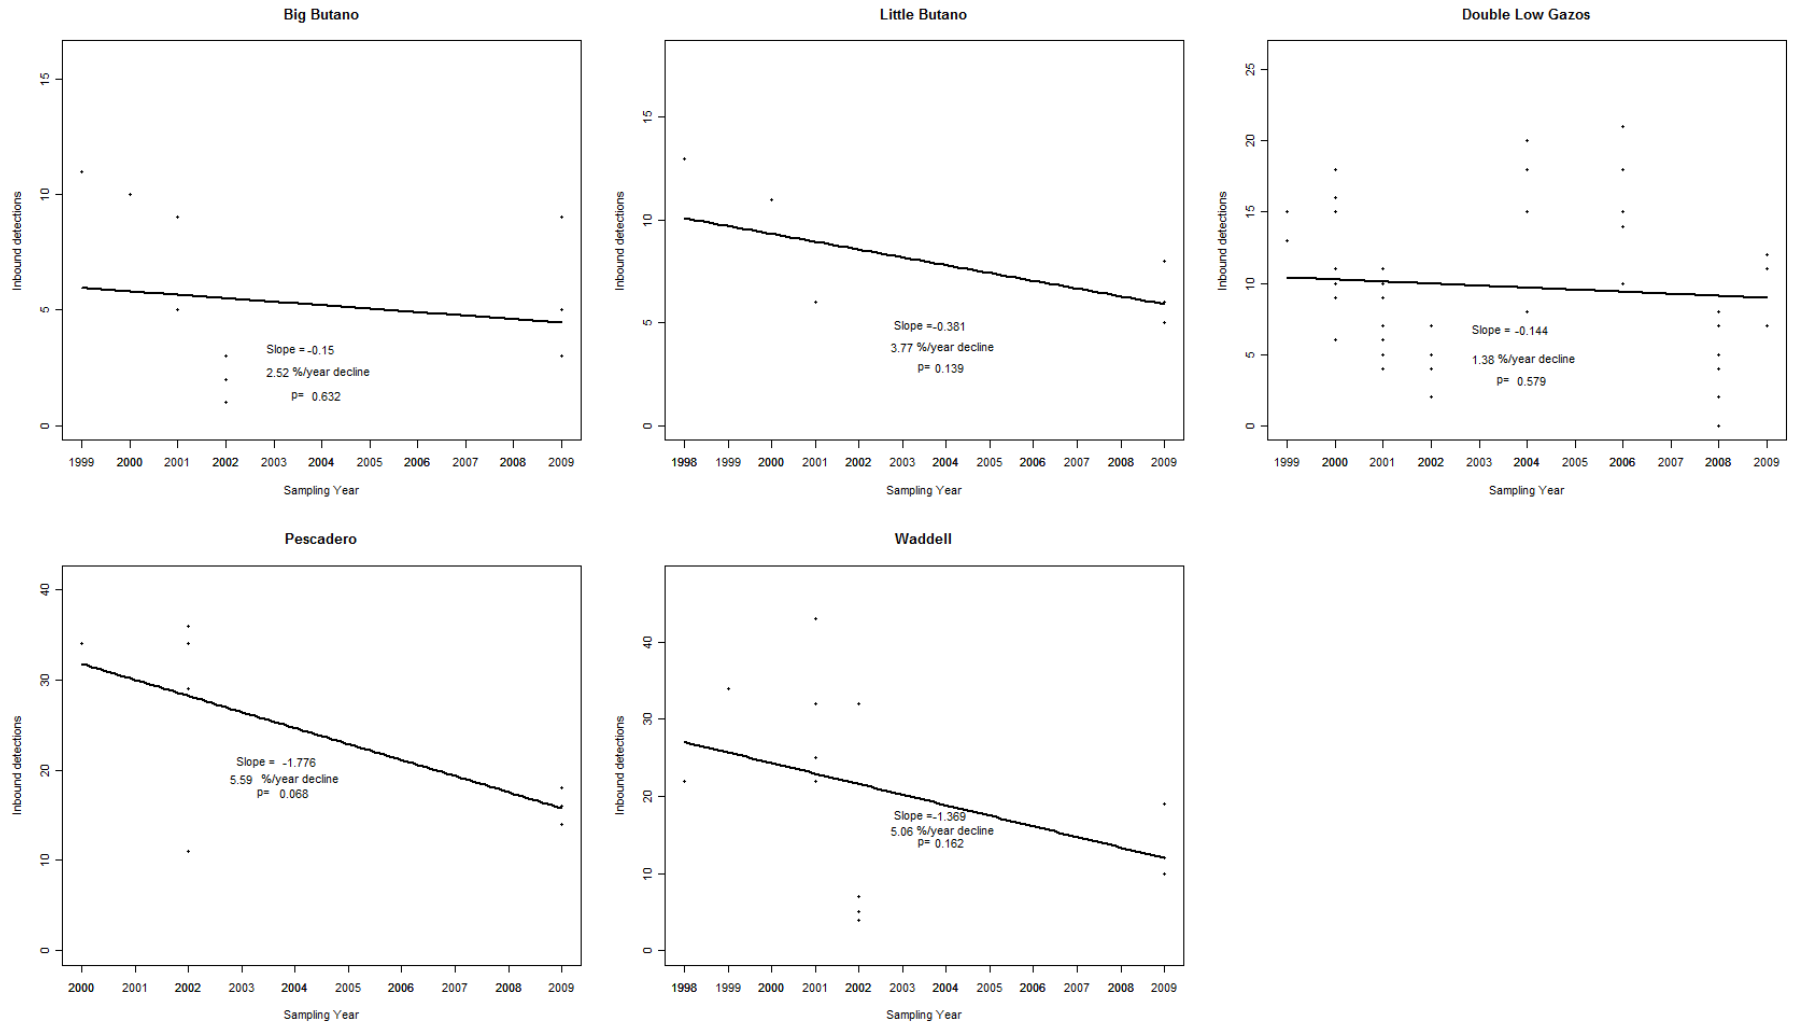 Big Butano
15
10
5
0
Inbound detections
Slope =-0.15
2.52 %/year decline
p= 0.632
1999 2000 2001 2002 2003 2004 2005 2006 2007 2008 2009
Sampling Year
Little Butano
15
10
5
0
Inbound detections
Slope =-0.381
3.77 %/year decline
p= 0.139
1998 1999 2000 2001 2002 2003 2004 2005 2006 2007 2008 2009
Sampling Year
Double Low Gazos
25
20
15
10
5
0
Inbound detections
Slope = -0.144
1.38 %/year decline
p= 0.579
1999 2000 2001 2002 2003 2004 2005 2006 2007 2008 2009
Sampling Year
Pescadero
40
30
20
10
0
Inbound detections
Slope = -1.776
5.59 %/year decline
p= 0.068
2000 2001 2002 2003 2004 2005 2006 2007 2008 2009
Sampling Year
Waddell
40
30
20
10
0
Inbound detections
Slope =-1.369
5.06 %/year decline
p= 0.162
1998 1999 2000 2001 2002 2003 2004 2005 2006 2007 2008 2009
Sampling Year